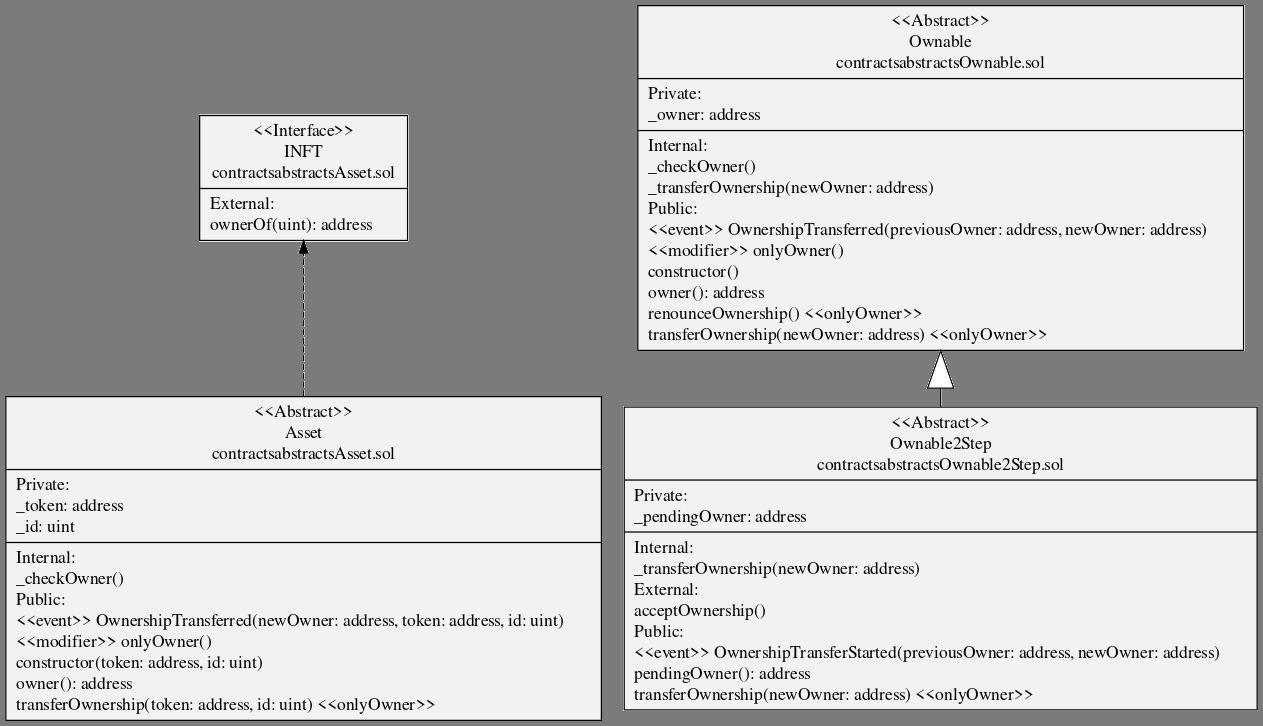 <<Interface>>
INFT
contractsabstractsAsset.sol
External:
ownerOf(uint): address
<<Abstract>>
Asset
contractsabstractsAsset.sol
Private:
_token: address
_id: uint
Internal:
_checkOwner()
Public:
<<event>> OwnershipTransferred(newOwner: address, token: address, id: uint)
<<modifier>> onlyOwner()
constructor(token: address, id: uint)
owner(): address
transferOwnership(token: address, id: uint) <<onlyOwner>>
<<Abstract>>
Ownable
contractsabstractsOwnable.sol
Private:
_owner: address
Internal:
_checkOwner()
_transferOwnership(newOwner: address)
Public:
<<event>> OwnershipTransferred(previousOwner: address, newOwner: address)
<<modifier>> onlyOwner()
constructor()
owner(): address
renounceOwnership() <<onlyOwner>>
transferOwnership(newOwner: address) <<onlyOwner>>
<<Abstract>>
Ownable2Step
contractsabstractsOwnable2Step.sol
Private:
_pendingOwner: address
Internal:
_transferOwnership(newOwner: address)
External:
acceptOwnership()
Public:
<<event>> OwnershipTransferStarted(previousOwner: address, newOwner: address)
pendingOwner(): address
transferOwnership(newOwner: address) <<onlyOwner>>